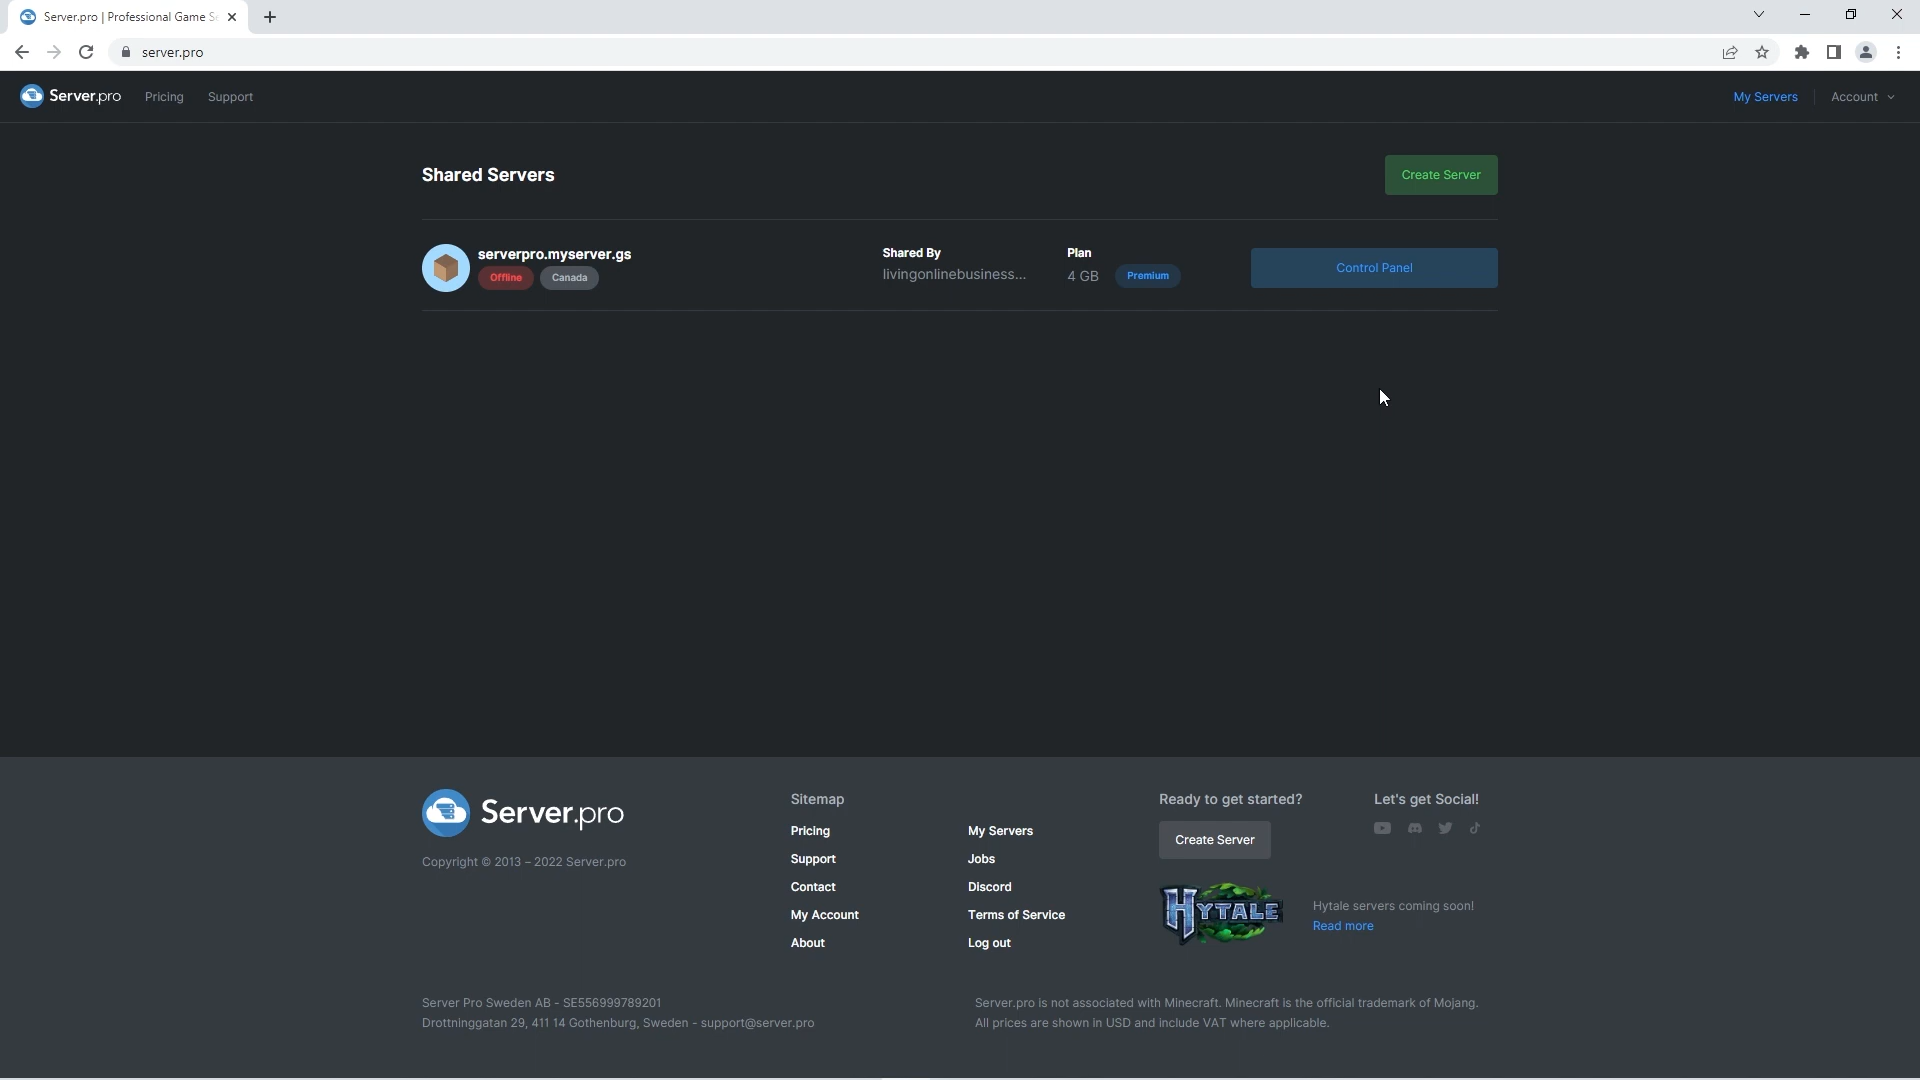 Server.pro | Professional Game Se
server.pro
Server.pro
Pricing
Support
My Servers
Account
Shared Servers
Create Server
serverpro.myserver.gs
Offline
Canada
Shared By
livingonlinebusiness...
Plan
4 GB
Premium
Control Panel
Server.pro
Copyright © 2013 – 2022 Server.pro
Sitemap
Pricing
Support
Contact
My Account
About
My Servers
Jobs
Discord
Terms of Service
Log out
Ready to get started?
Create Server
Let's get Social!
HYTALE
Hytale servers coming soon!
Read more
Server Pro Sweden AB - SE556999789201
Drottninggatan 29, 411 14 Gothenburg, Sweden - support@server.pro
Server.pro is not associated with Minecraft. Minecraft is the official trademark of Mojang.
All prices are shown in USD and include VAT where applicable.